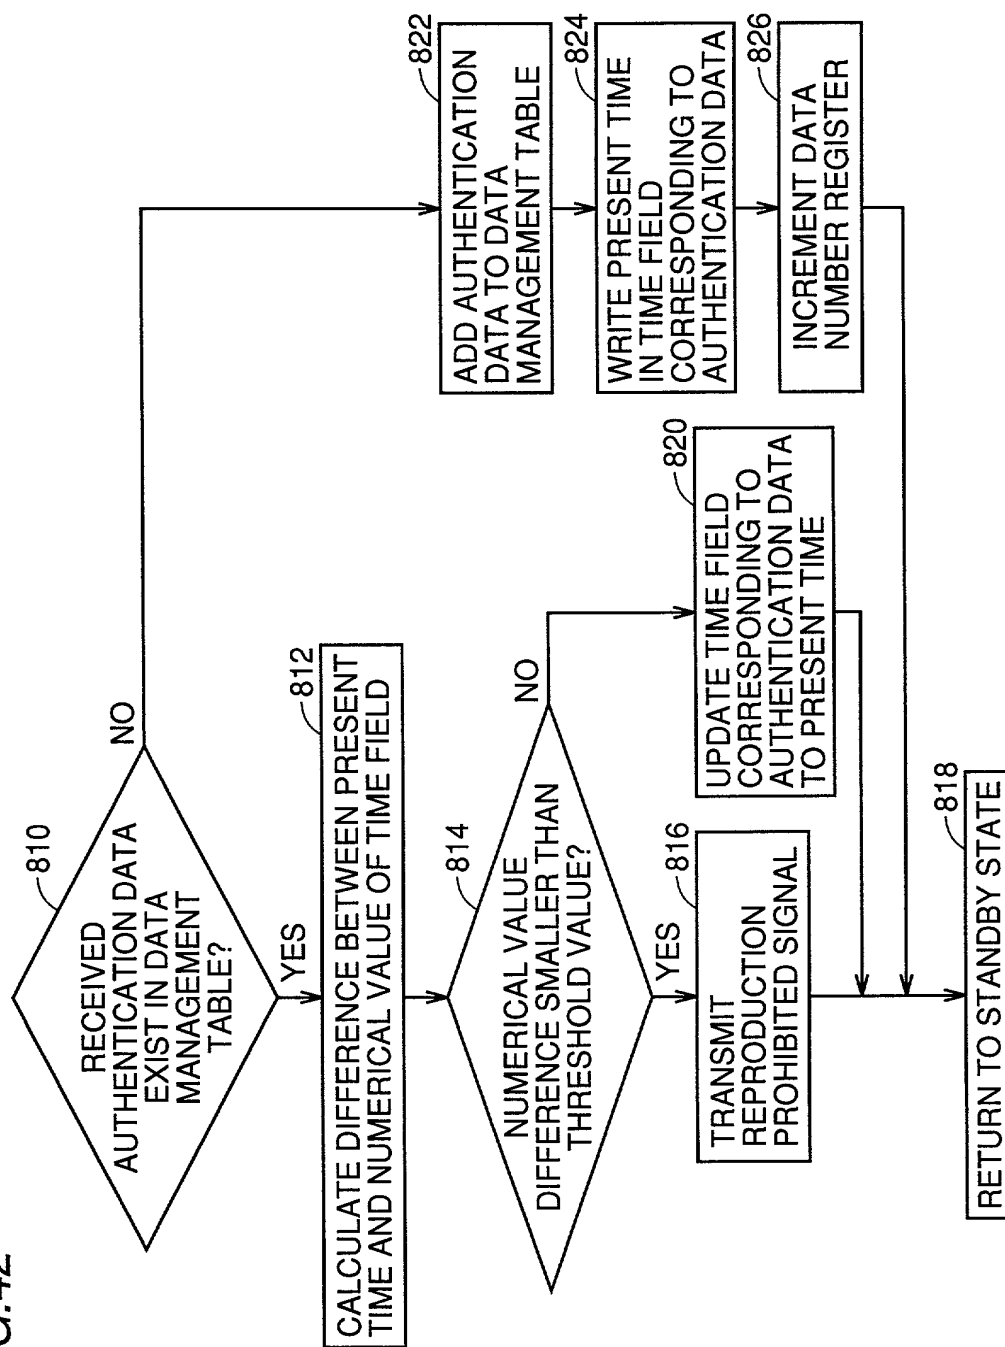 810
RECEIVED
AUTHENTICATION DATA
EXIST IN DATA
MANAGEMENT
TABLE?
NO
YES
812
CALCULATE DIFFERENCE BETWEEN PRESENT
TIME AND NUMERICAL VALUE OF TIME FIELD
814
NUMERICAL VALUE
DIFFERENCE SMALLER THAN
THRESHOLD VALUE?
NO
YES
816
TRANSMIT
REPRODUCTION
PROHIBITED SIGNAL
820
UPDATE TIME FIELD
CORRESPONDING TO
AUTHENTICATION DATA
TO PRESENT TIME
822
ADD AUTHENTICATION
DATA TO DATA
MANAGEMENT TABLE
824
WRITE PRESENT TIME
IN TIME FIELD
CORRESPONDING TO
AUTHENTICATION DATA
826
INCREMENT DATA
NUMBER REGISTER
818
RETURN TO STANDBY STATE